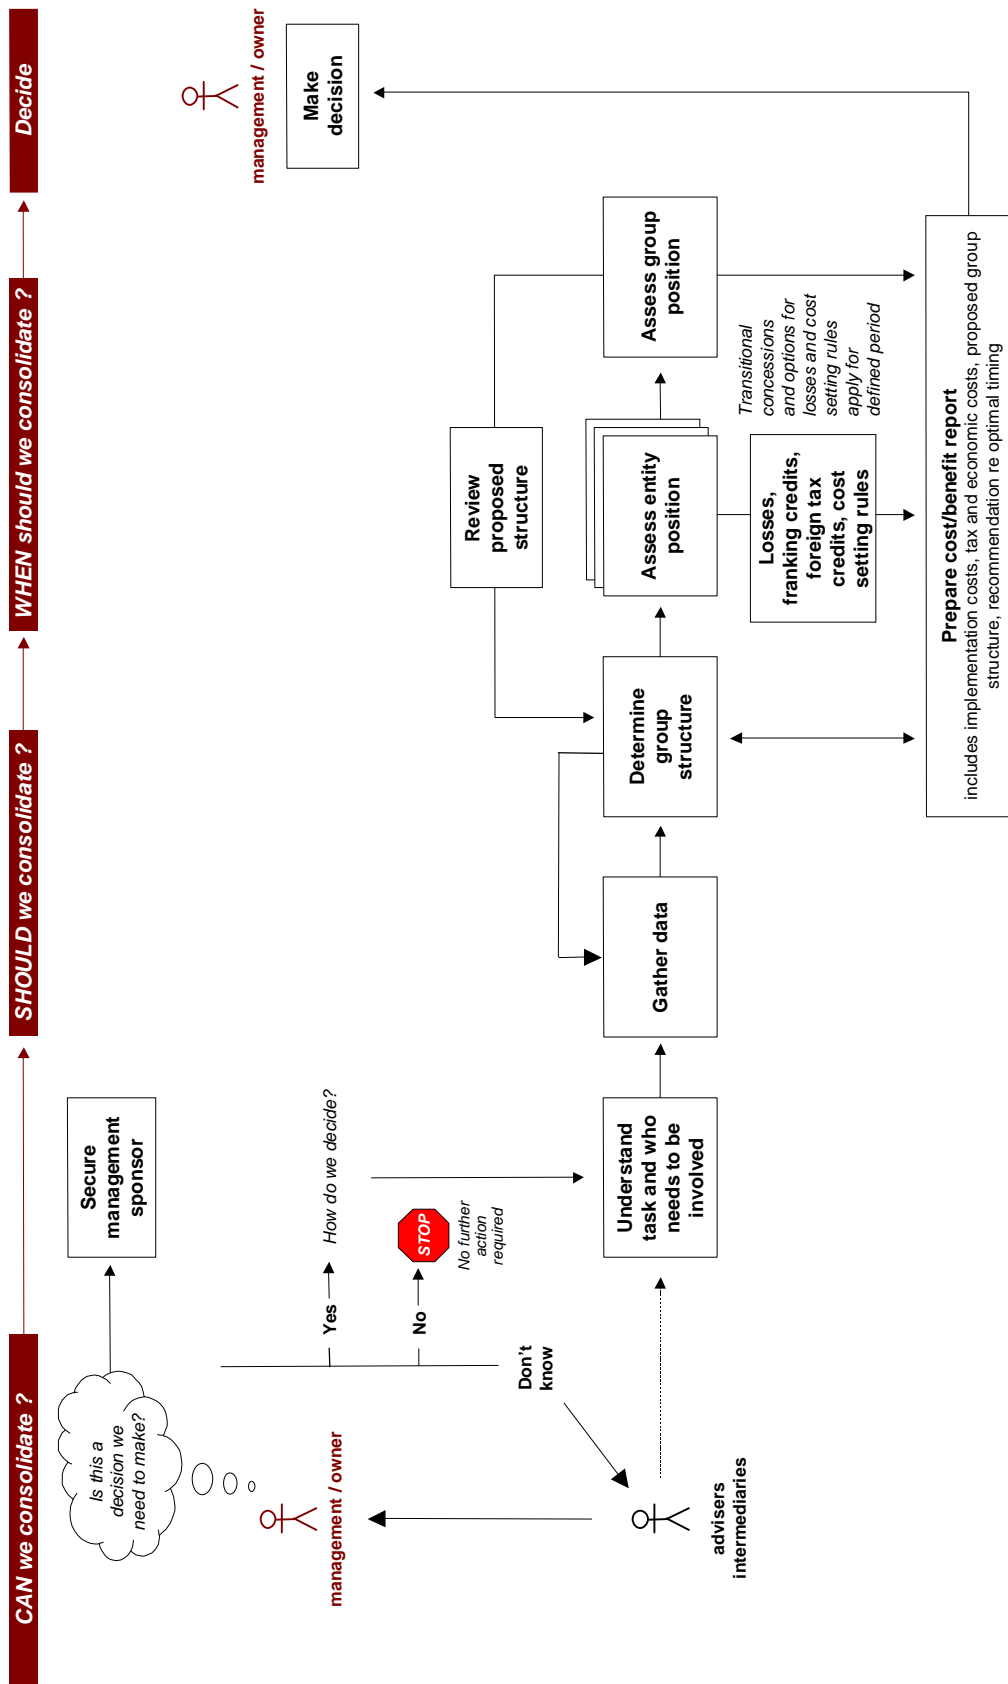 CAN we consolidate ?
SHOULD we consolidate ?
WHEN should we consolidate ?
Decide
Is this a
decision we
need to make?
Secure
management
sponsor
management / owner
Yes
How do we decide?
No
STOP
No further
action
required
Don't
know
advisers
intermediaries
Understand
task and who
needs to be
involved
Gather data
Determine
group
structure
Review
proposed
structure
Assess entity
position
Assess group
position
Losses,
franking credits,
foreign tax
credits, cost
setting rules
Transitional
concessions
and options for
losses and cost
setting rules
apply for
defined period
Prepare cost/benefit report
includes implementation costs, tax and economic costs, proposed group
structure, recommendation re optimal timing
management / owner
Make
decision